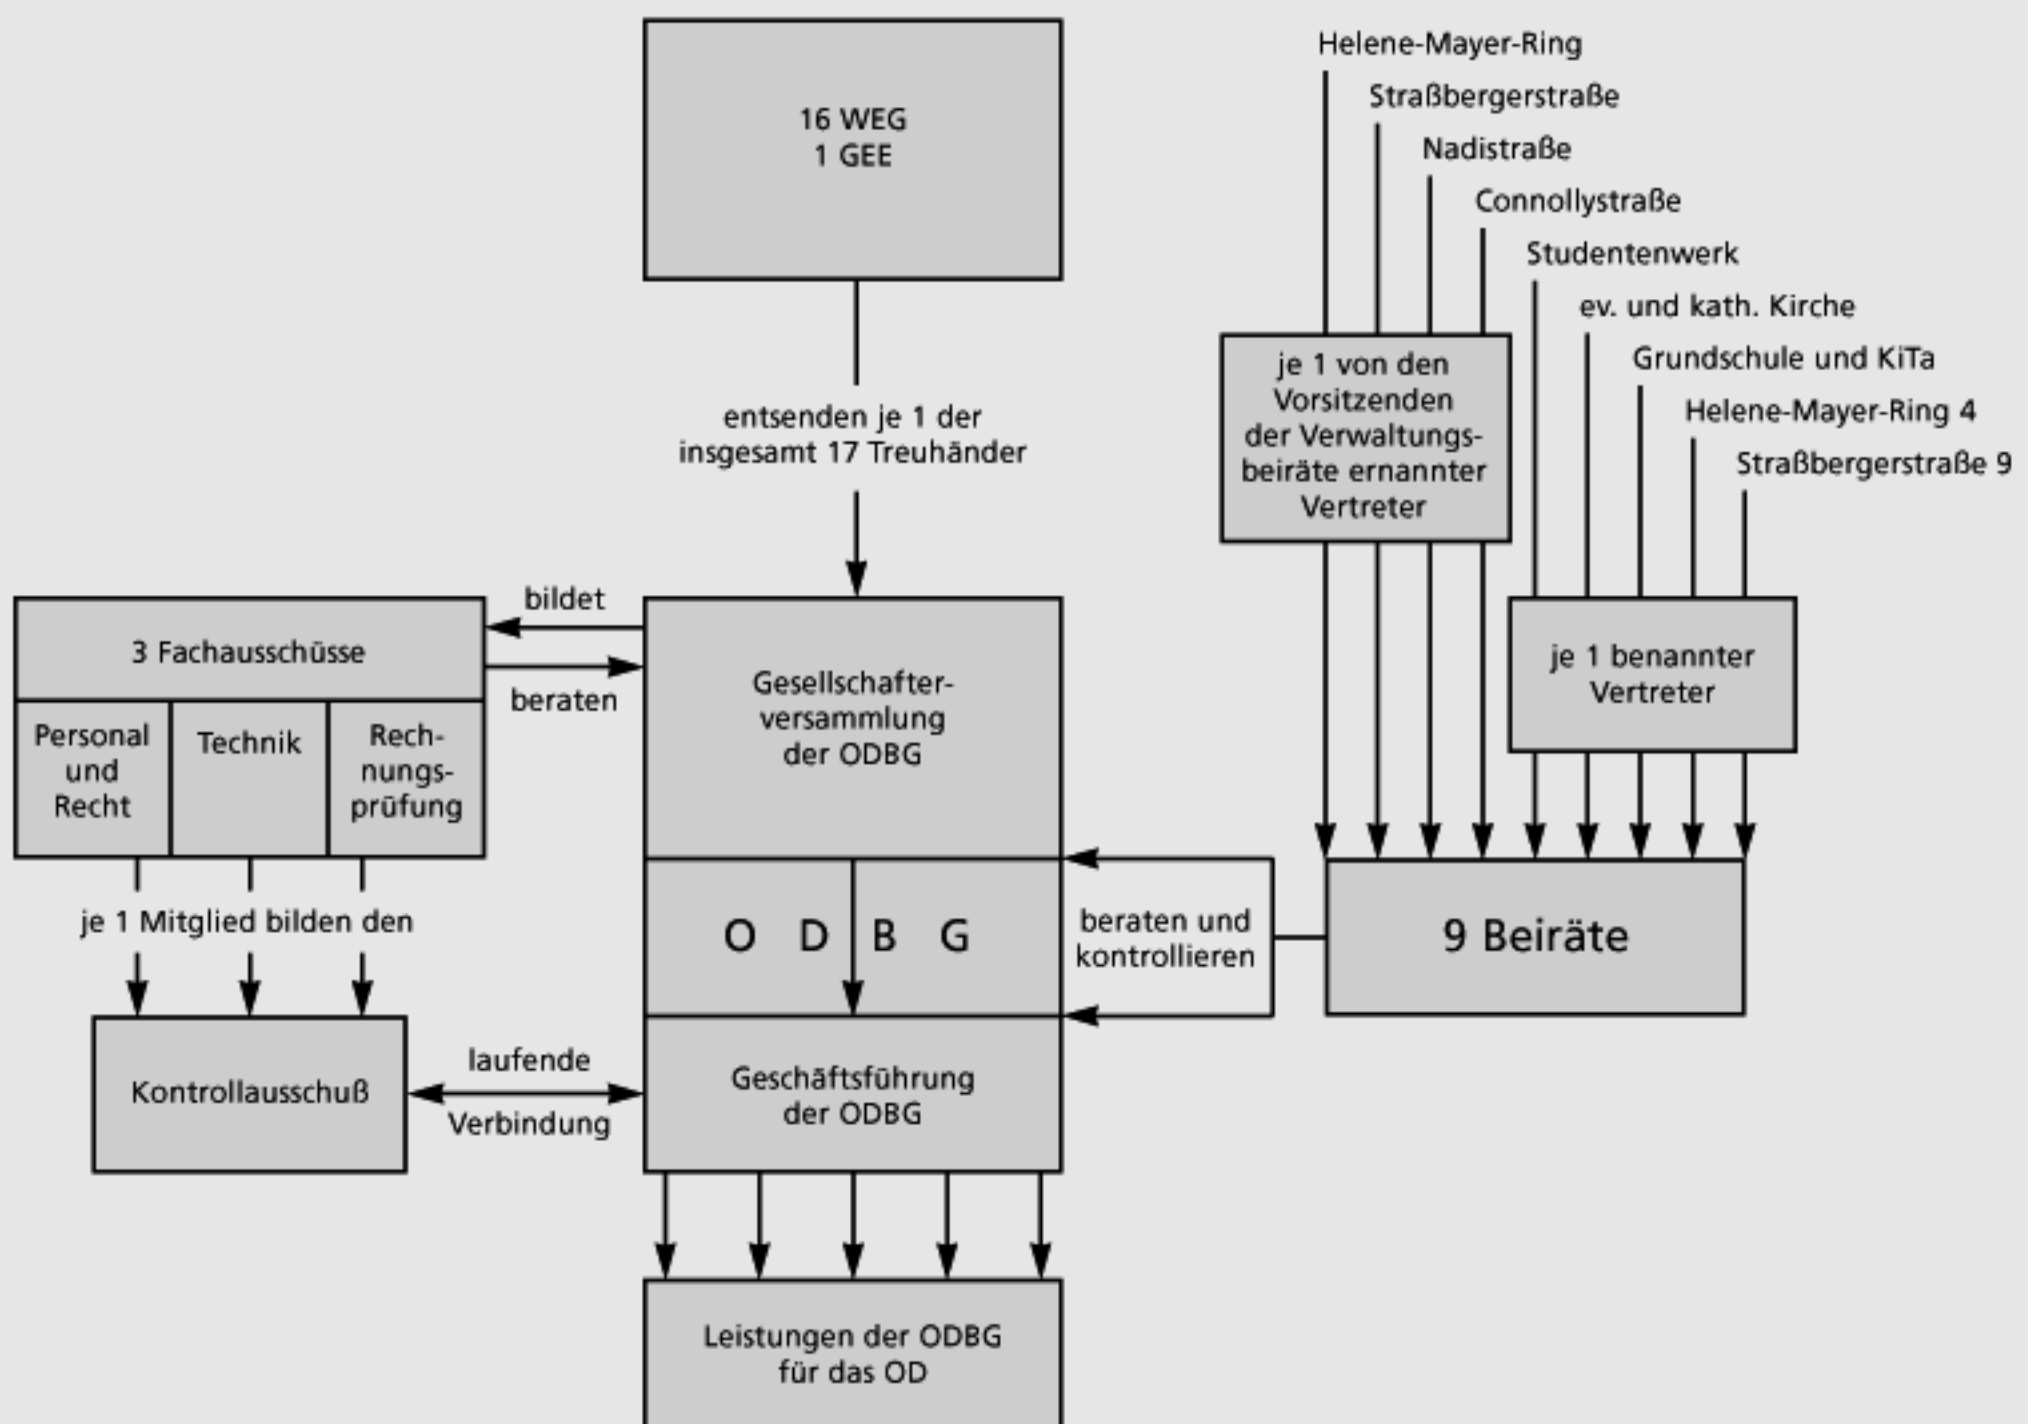 16 WEG
1 GEE
entsenden je 1 der
insgesamt 17 Treuhänder
Helene-Mayer-Ring
Straßbergerstraße
Nadistraße
Connollystraße
Studentenwerk
ev. und kath. Kirche
Grundschule und KiTa
Helene-Mayer-Ring 4
Straßbergerstraße 9
je 1 von den
Vorsitzenden
der Verwaltungs-
beiräte ernannter
Vertreter
je 1 benannter
Vertreter
bildet
beraten
3 Fachausschüsse
Personal
und
Recht
Technik
Rech-
nungs-
prüfung
je 1 Mitglied bilden den
Kontrollausschuß
laufende
Verbindung
Gesellschafter-
versammlung
der ODBG
O D B G
beraten und
kontrollieren
9 Beiräte
Geschäftsführung
der ODBG
Leistungen der ODBG
für das OD